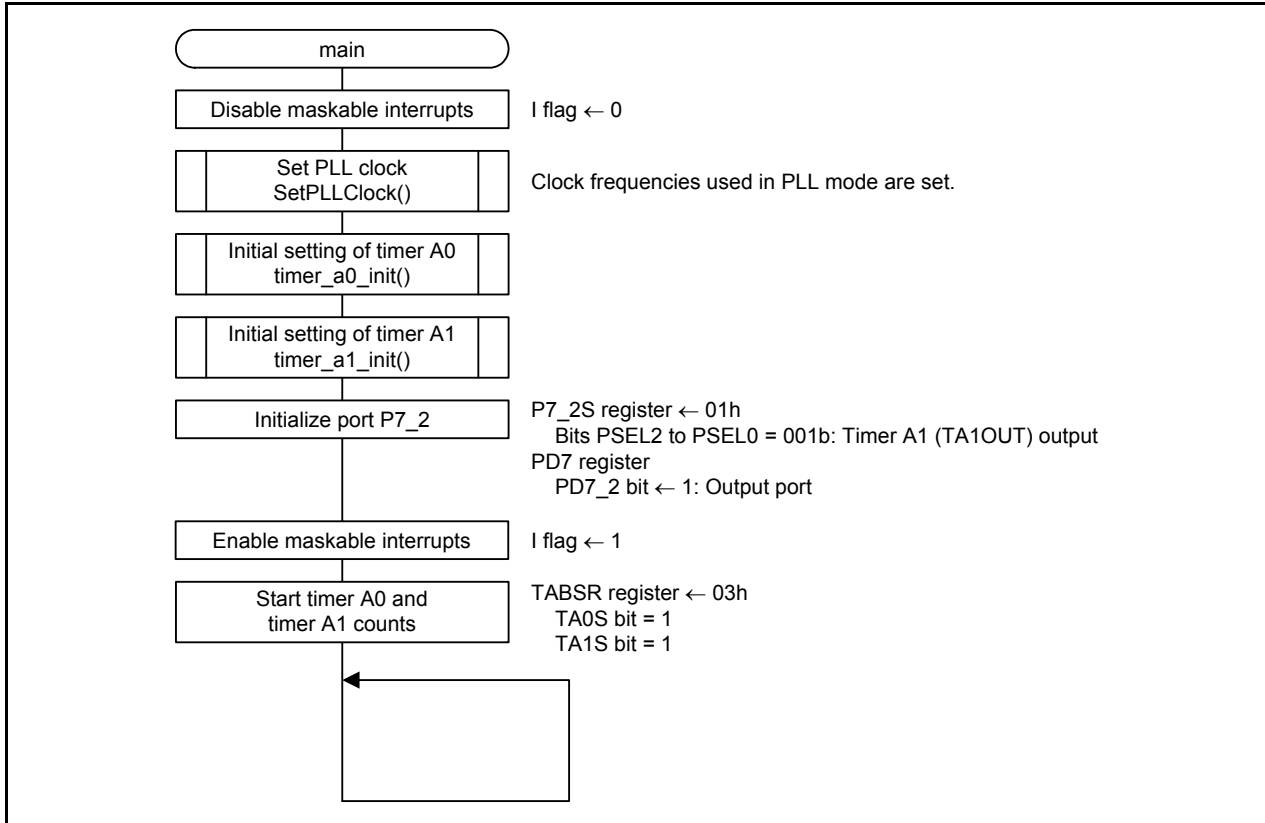 main
Disable maskable interrupts
I flag ← 0
Set PLL clock
SetPLLClock()
Clock frequencies used in PLL mode are set.
Initial setting of timer A0
timer_a0_init()
Initial setting of timer A1
timer_a1_init()
Initialize port P7_2
P7_2S register ← 01h
Bits PSEL2 to PSEL0 = 001b: Timer A1 (TA1OUT) output
PD7 register
PD7_2 bit ← 1: Output port
Enable maskable interrupts
I flag ← 1
Start timer A0 and
timer A1 counts
TABSR register ← 03h
TA0S bit = 1
TA1S bit = 1